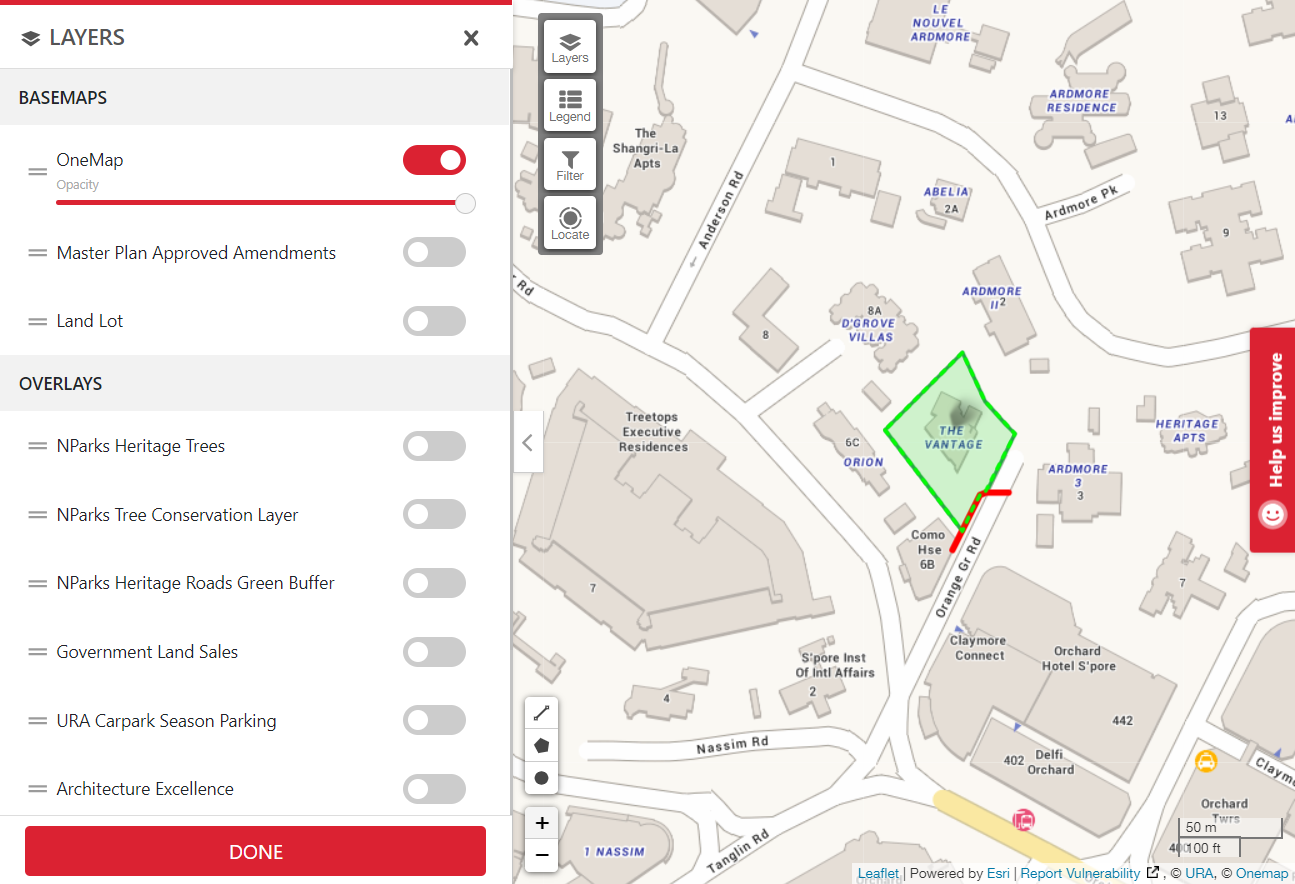 LAYERS
BASEMAPS
OneMap
Opacity
Master Plan Approved Amendments
Land Lot
OVERLAYS
NParks Heritage Trees
NParks Tree Conservation Layer
NParks Heritage Roads Green Buffer
Government Land Sales
URA Carpark Season Parking
Architecture Excellence
DONE
Layers
Legend
Filter
Locate
LE
NOUVEL
ARDMORE
ARDMORE
RESIDENCE
13
The
Shangri-La
Apts
1
Anderson Rd
ABELIA
2A
Ardmore Pk
9
Rd
ARDMORE
II
2
8A
D'GROVE
VILLAS
8
Treetops
Executive
Residences
THE
VANTAGE
6C
ORION
HERITAGE
APTS
ARDMORE
3
3
Help us improve
Como
Hse
6B
Orange Gr Rd
7
7
Claymore
Connect
Orchard
Hotel S'pore
S'pore Inst
Of Intl Affairs
2
4
442
Nassim Rd
402
Delfi
Orchard
Orchard
Twrs
1 NASSIM
Tanglin Rd
+
−
50 m
100 ft
Leaflet | Powered by Esri | Report Vulnerability , © URA, © Onemap